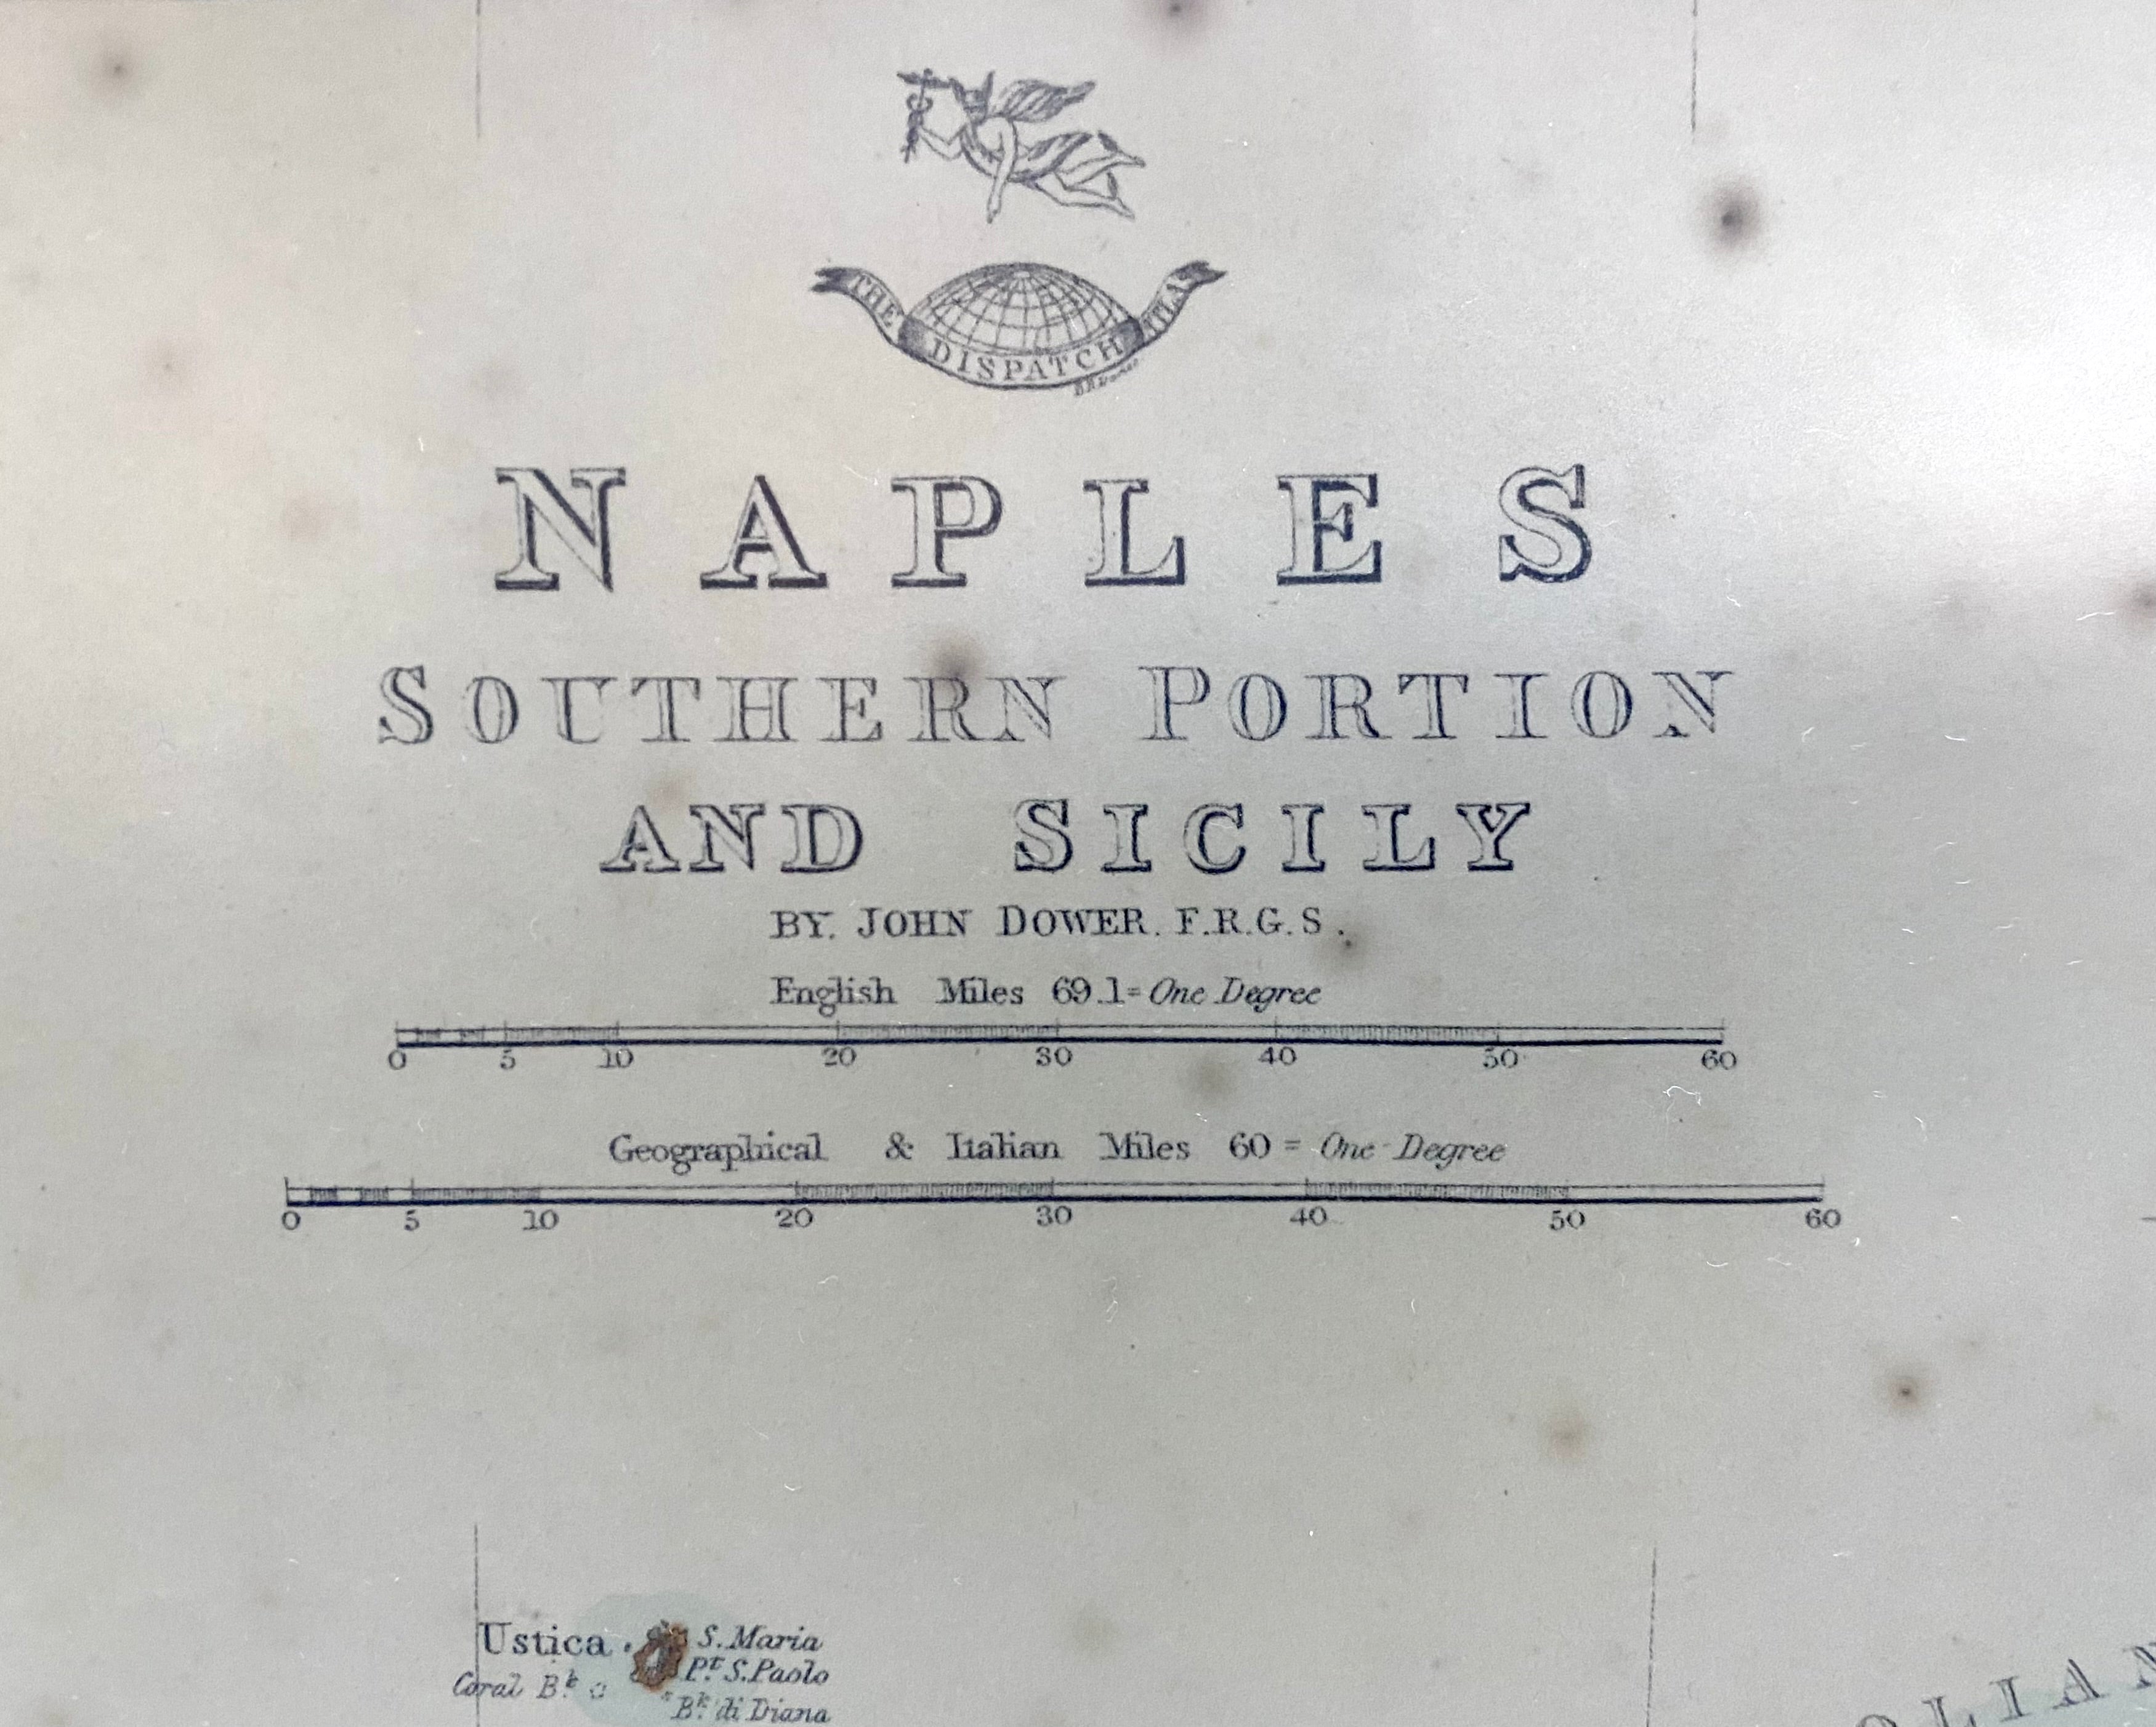 THE DISPATCH
NAPLES
SOUTHERN PORTION
AND SICILY
BY. JOHN DOWER. F.R.G.S.
English Miles 69.1 = One Degree
0 5 10 20 30 40 50 60
Geographical & Italian Miles 60 = One Degree
0 5 10 20 30 40 50 60
Ustica
S. Maria
Pt. S. Paolo
Coral Bk.
Bk. di Diana